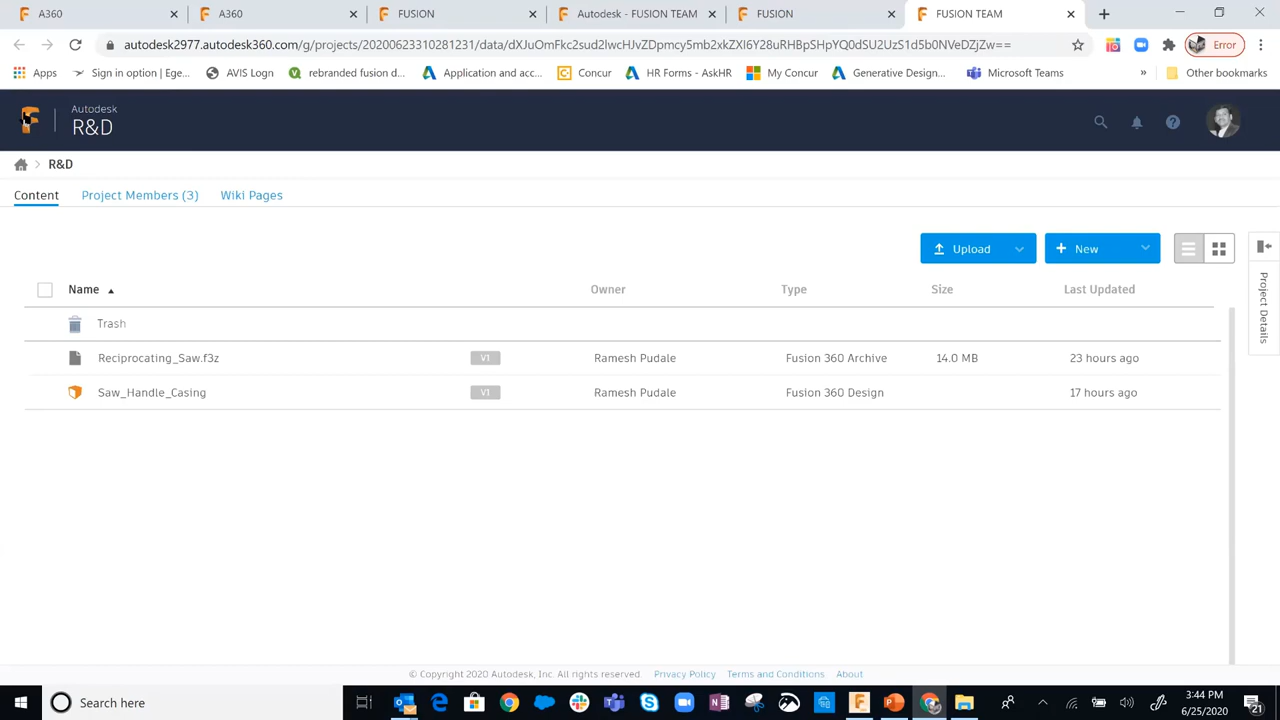 A360
A360
FUSION
Autodesk - FUSION TEAM
FUSION
FUSION TEAM
autodesk2977.autodesk360.com/g/projects/
Error
Apps
Sign in option | Ege...
AVIS Logn
rebranded fusion d...
Application and acc...
Concur
HR Forms - AskHR
My Concur
Generative Design...
Microsoft Teams
»
Other bookmarks
Autodesk
R&D
R&D
Content
Project Members (3)
Wiki Pages
Upload
New
Project Details
Name
Owner
Type
Size
Last Updated
Trash
Reciprocating_Saw.f3z V1 Ramesh Pudale Fusion 360 Archive 14.0 MB 23 hours ago
Saw_Handle_Casing V1 Ramesh Pudale Fusion 360 Design 17 hours ago
© Copyright 2020 Autodesk, Inc. All rights reserved. Privacy Policy Terms and Conditions About
Search here
3:44 PM
6/25/2020
21